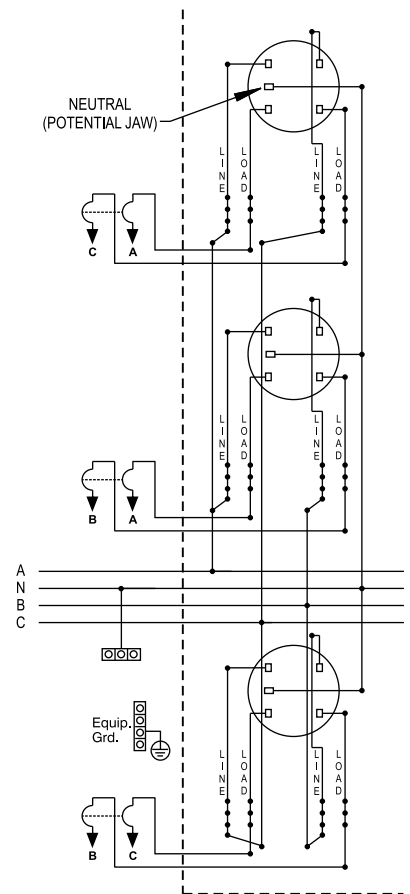 NEUTRAL
(POTENTIAL JAW)
LINE
LOAD
LINE
LOAD
C
A
LINE
LOAD
LINE
LOAD
B
A
A
N
B
C
Equip.
Grd.
LINE
LOAD
LINE
LOAD
B
C